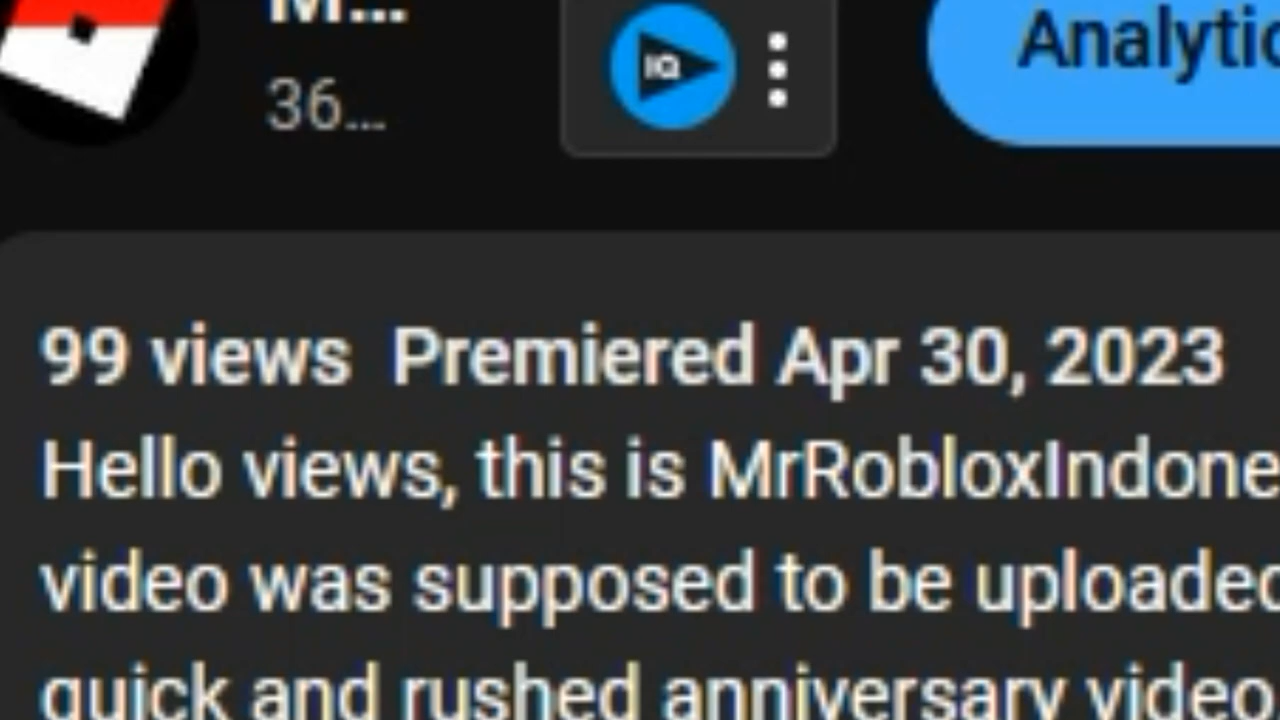 M...
36...
IQ
Analytic
99 views Premiered Apr 30, 2023
Hello views, this is MrRobloxIndone
video was supposed to be uploaded
quick and rushed anniversary video